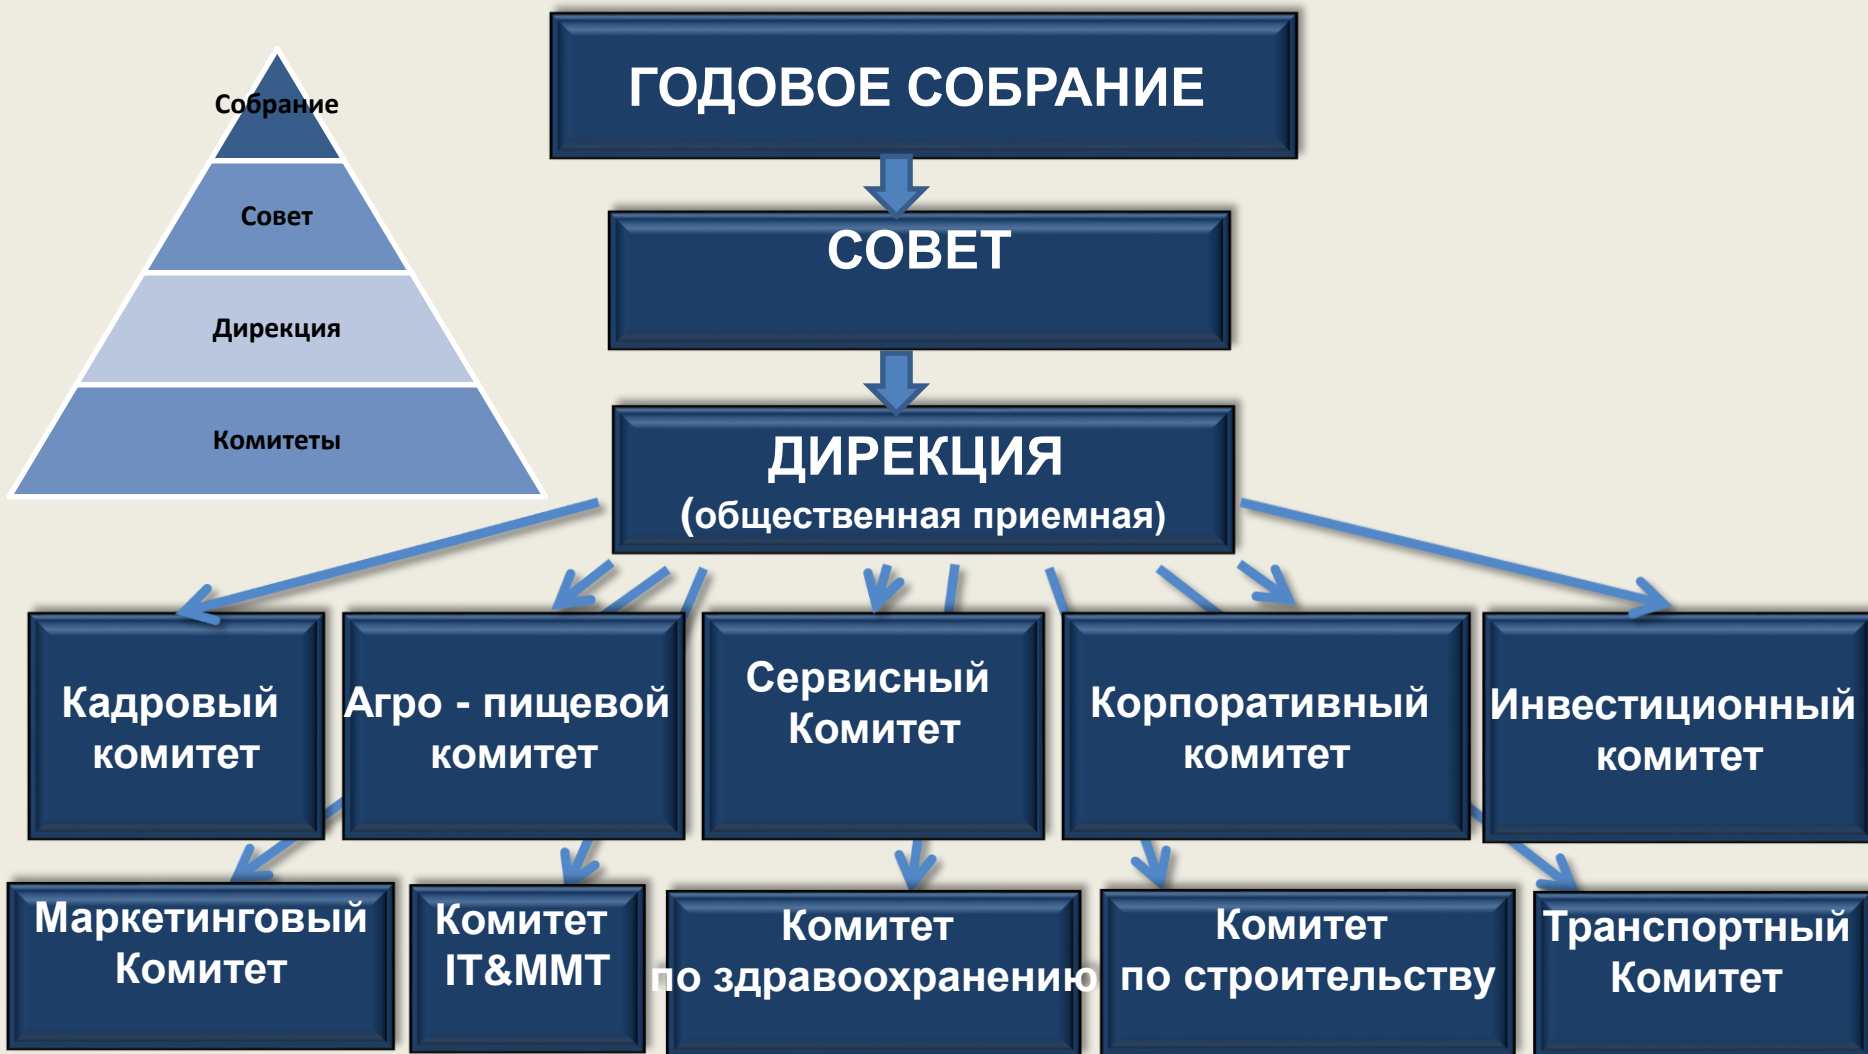 Собрание
Совет
Дирекция
Комитеты
ГОДОВОЕ СОБРАНИЕ
СОВЕТ
ДИРЕКЦИЯ
(общественная приемная)
Кадровый
комитет
Агро - пищевой
комитет
Сервисный
Комитет
Корпоративный
комитет
Инвестиционный
комитет
Маркетинговый
Комитет
Комитет
IT&MMT
Комитет
по здравоохранению
Комитет
по строительству
Транспортный
Комитет